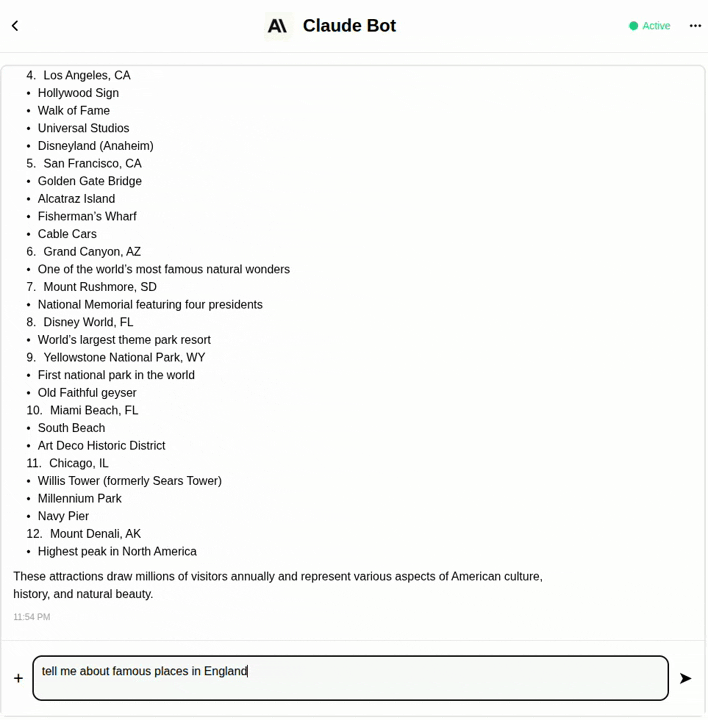 Claude Bot
Active
4. Los Angeles, CA
• Hollywood Sign
• Walk of Fame
• Universal Studios
• Disneyland (Anaheim)
5. San Francisco, CA
• Golden Gate Bridge
• Alcatraz Island
• Fisherman’s Wharf
• Cable Cars
6. Grand Canyon, AZ
• One of the world’s most famous natural wonders
7. Mount Rushmore, SD
• National Memorial featuring four presidents
8. Disney World, FL
• World’s largest theme park resort
9. Yellowstone National Park, WY
• First national park in the world
• Old Faithful geyser
10. Miami Beach, FL
• South Beach
• Art Deco Historic District
11. Chicago, IL
• Willis Tower (formerly Sears Tower)
• Millennium Park
• Navy Pier
12. Mount Denali, AK
• Highest peak in North America
These attractions draw millions of visitors annually and represent various aspects of American culture,
history, and natural beauty.
11:54 PM
tell me about famous places in England